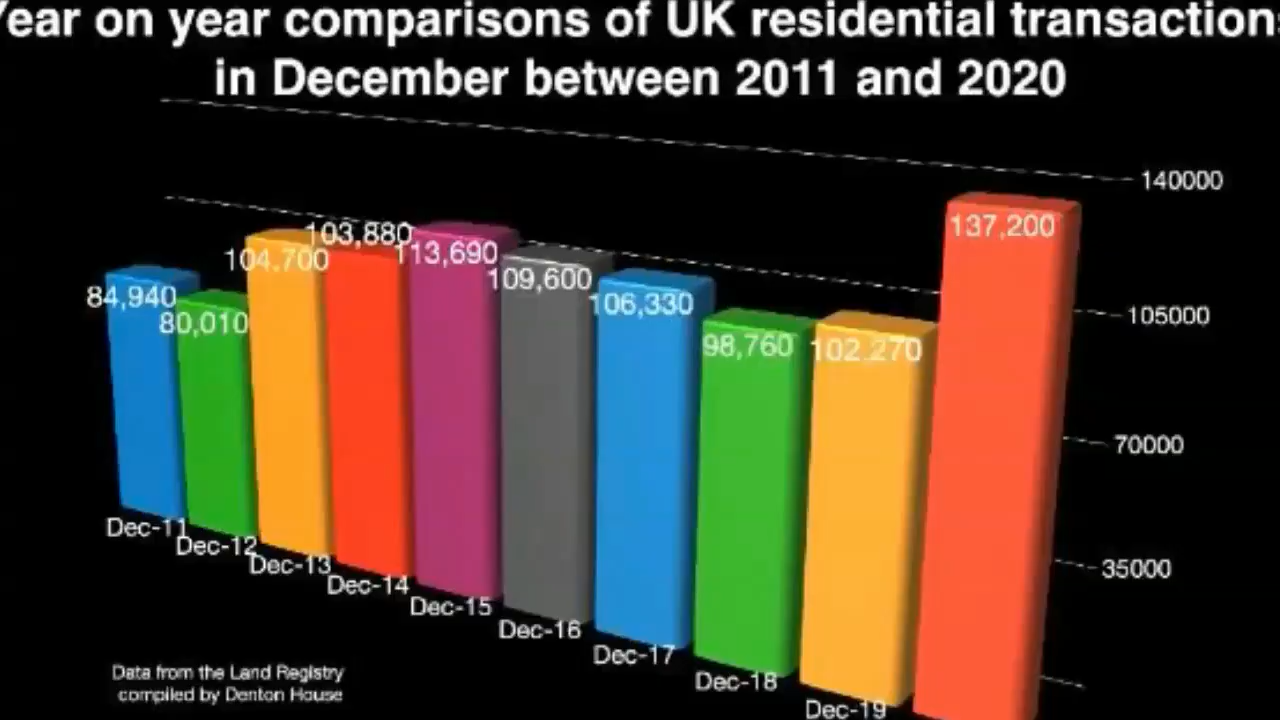 Year on year comparisons of UK residential transactions
in December between 2011 and 2020
140000
105000
70000
35000
84,940
80,010
104,700
103,880
113,690
109,600
106,330
98,760
102,270
137,200
Dec-11
Dec-12
Dec-13
Dec-14
Dec-15
Dec-16
Dec-17
Dec-18
Dec-19
Data from the Land Registry
compiled by Denton House